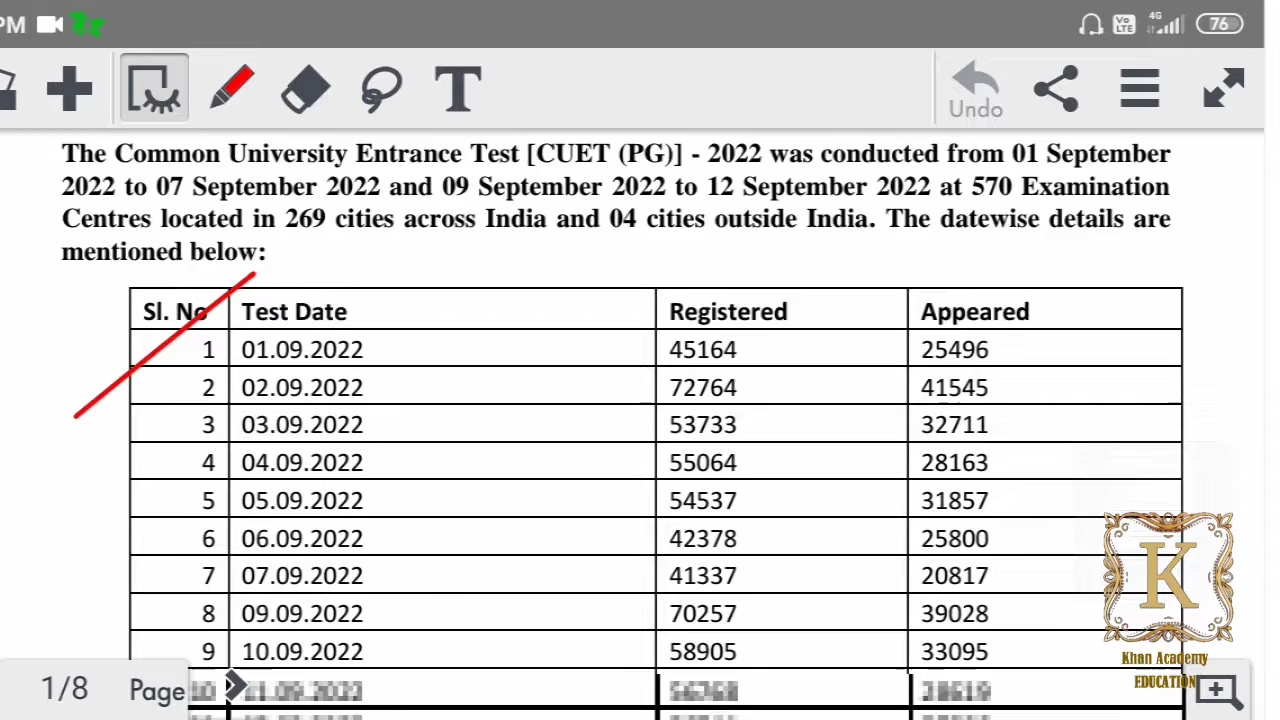 PM Vo LTE 4G 76
T Undo
The Common University Entrance Test [CUET (PG)] - 2022 was conducted from 01 September
2022 to 07 September 2022 and 09 September 2022 to 12 September 2022 at 570 Examination
Centres located in 269 cities across India and 04 cities outside India. The datewise details are
mentioned below:
Sl. No Test Date Registered Appeared
1 01.09.2022 45164 25496
2 02.09.2022 72764 41545
3 03.09.2022 53733 32711
4 04.09.2022 55064 28163
5 05.09.2022 54537 31857
6 06.09.2022 42378 25800
7 07.09.2022 41337 20817
8 09.09.2022 70257 39028
9 10.09.2022 58905 33095
K
Khan Academy
EDUCATION
1/8 Page